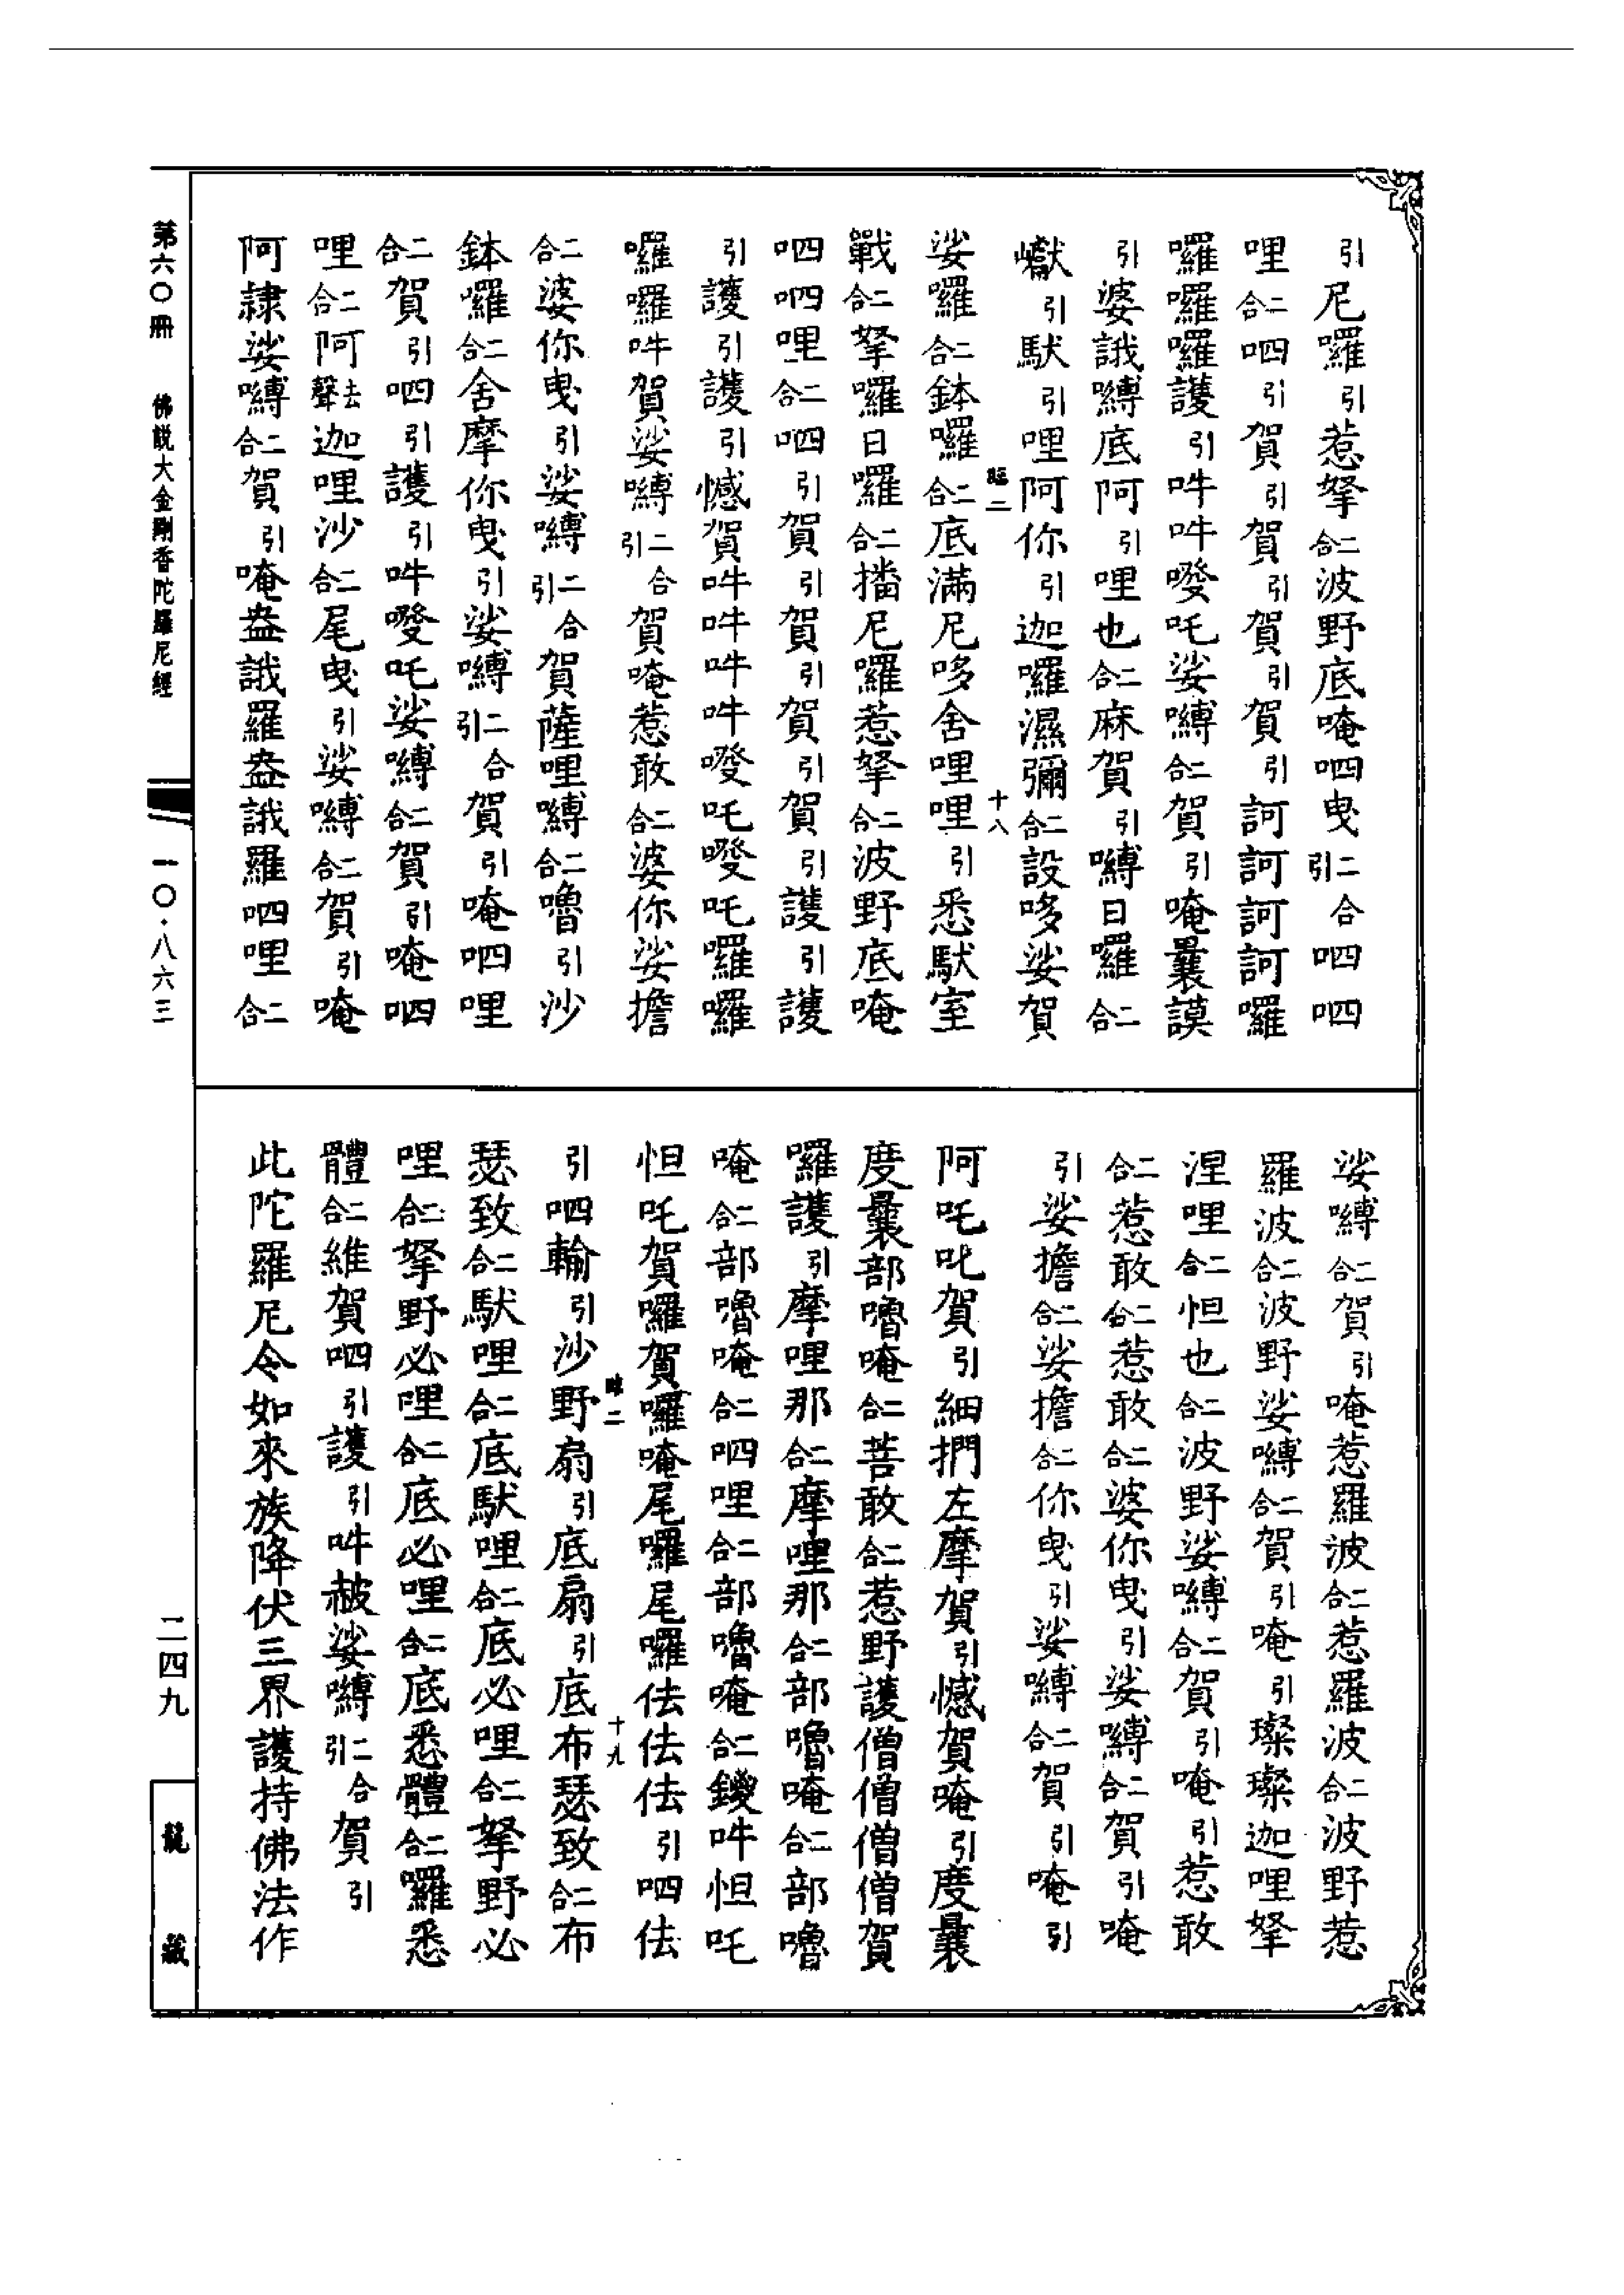 引尼囉引惹拏二合波野底唵呬曳二合引呬呬
哩二合呬引賀引賀引賀引賀引訶訶訶訶囉
囉囉囉護引吽吽㗶吒娑嚩二合賀引唵曩謨
引婆誐嚩底阿引哩也二合麻賀引嚩日囉二合
巘引馱引哩阿你引迦囉濕彌二合設哆娑賀
娑囉二合鉢囉二合底滿尼哆舍哩哩引悉馱室
戰二合拏囉日囉二合播尼囉惹拏二合波野底唵
呬呬哩二合呬引賀引賀引賀引賀引護引護
引護引護引憾賀吽吽吽吽㗶吒㗶吒囉囉
囉囉吽賀娑嚩二合引賀唵惹敢二合婆你娑擔
二合婆你曳引娑嚩二合引賀薩哩嚩二合嚕引沙
鉢囉二合舍摩你曳引娑嚩二合引賀引唵呬哩
二合賀引呬引護引吽㗶吒娑嚩二合賀引唵呬
哩二合阿去聲迦哩沙二合尾曳引娑嚩二合賀引唵
阿隸娑嚩二合賀引唵盎誐羅盎誐羅呬哩二合
娑嚩二合賀引唵惹羅波二合惹羅波二合波野惹
羅波二合波野娑嚩二合賀引唵引璨璨迦哩拏
涅哩二合怛也二合波野娑嚩二合賀引唵引惹敢
二合惹敢二合惹敢二合婆你曳引娑嚩二合賀引唵
引娑擔二合娑擔二合你曳引娑嚩二合賀引唵引
阿吒叱賀引細捫左摩賀引憾賀唵引度曩
度曩部嚕唵二合菩敢二合惹野護僧僧僧僧賀
囉護引摩哩那二合摩哩那二合部嚕唵二合部嚕
唵二合部嚕唵二合呬哩二合部嚕唵二合鑁吽怛吒
怛吒賀囉賀囉唵尾囉尾囉佉佉佉引呬佉
引呬輸引沙野扇引底扇引底布瑟致二合布
瑟致二合馱哩二合底馱哩二合底必哩二合拏野必
哩二合拏野必哩二合底必哩二合底悉體二合囉悉
體二合維賀呬引護引吽赧娑嚩二合引賀引
此陀羅尼令如來族降伏三界護持佛法作
第六〇冊　佛說大金剛香陀羅尼經
一〇·八六三
二四九
龍藏
十八
十九